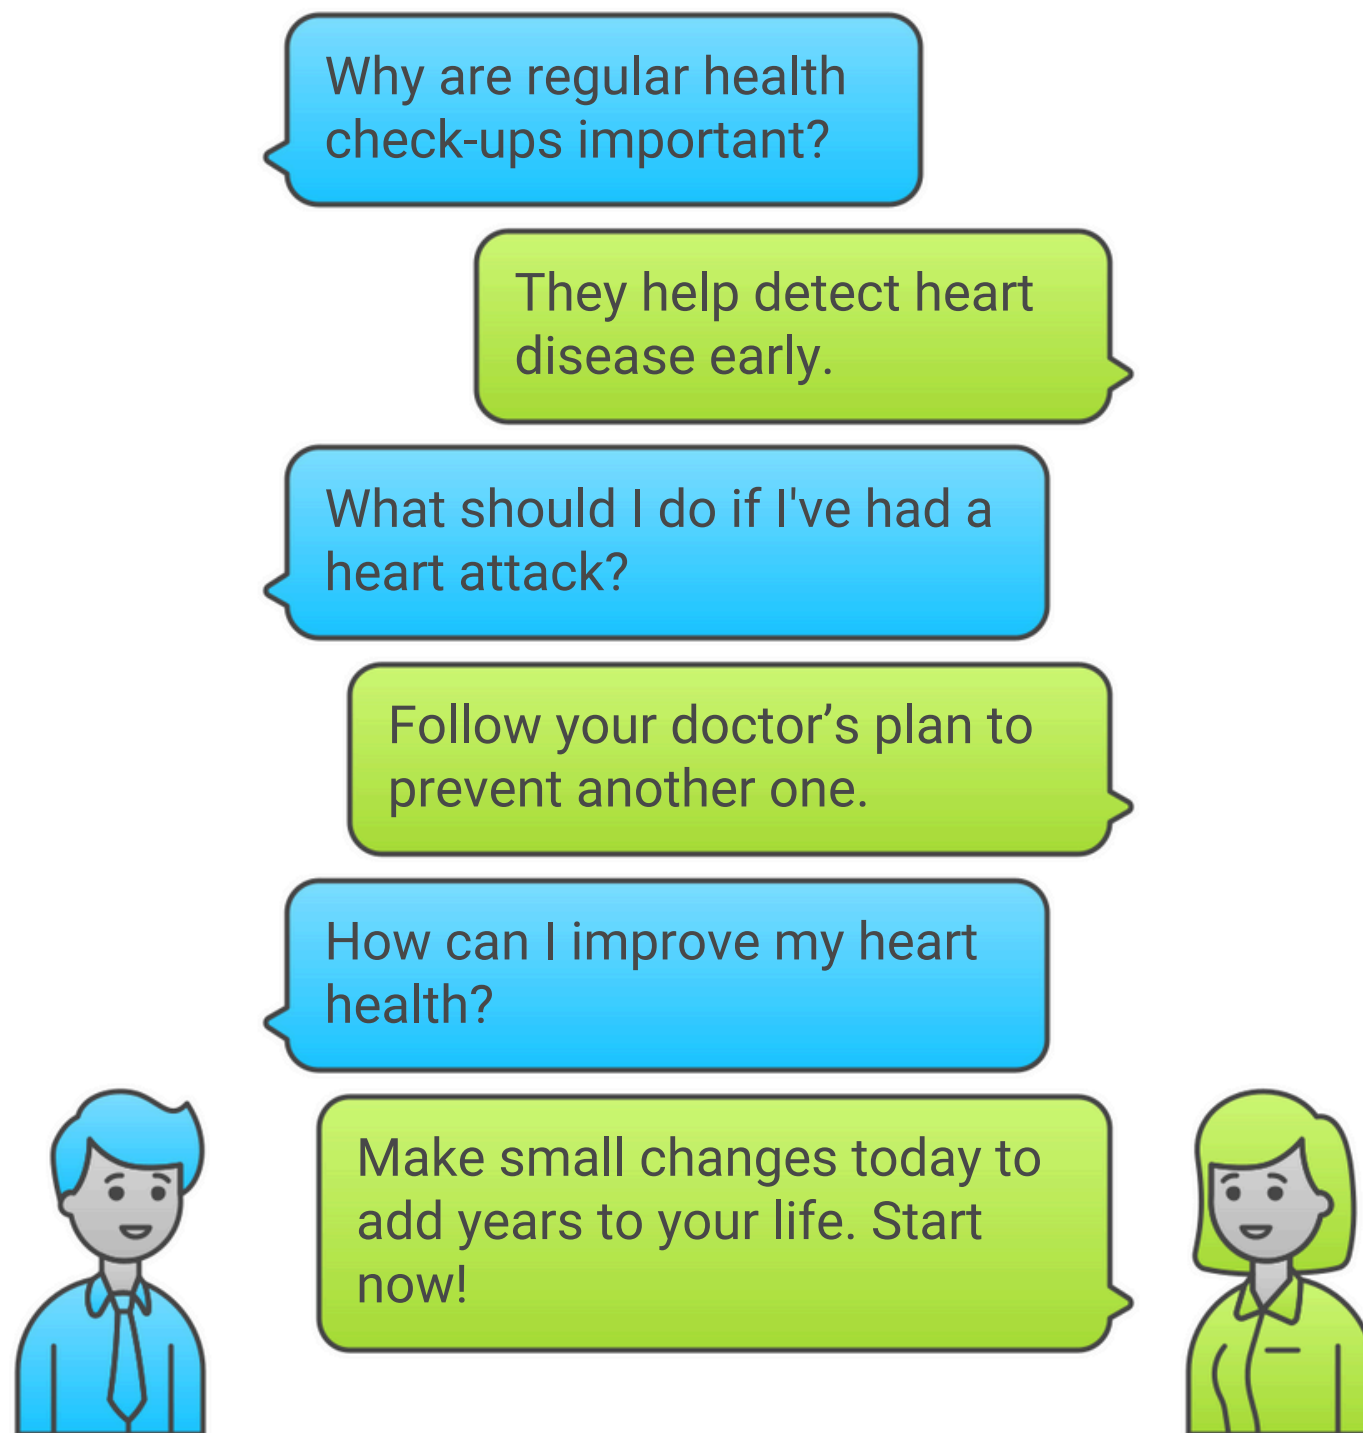 Why are regular health
check-ups important?
They help detect heart
disease early.
What should I do if I've had a
heart attack?
Follow your doctor’s plan to
prevent another one.
How can I improve my heart
health?
Make small changes today to
add years to your life. Start
now!